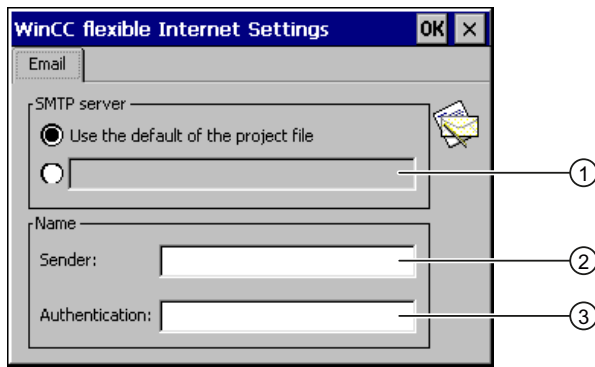 WinCC flexible Internet Settings OK ×
Email
SMTP server
Use the default of the project file
1
Name
Sender:
2
Authentication:
3